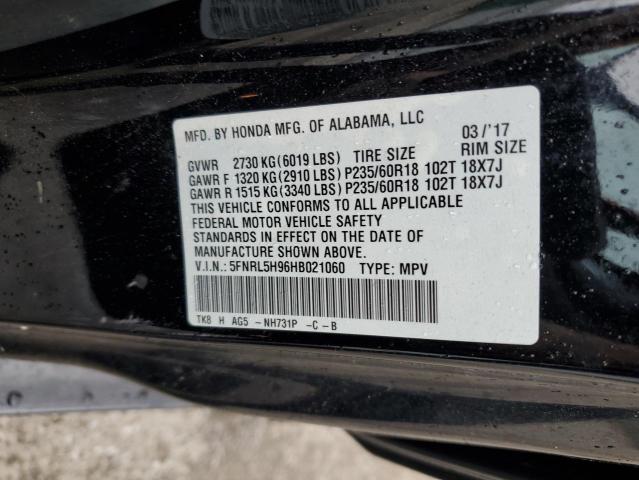 MFD. BY HONDA MFG. OF ALABAMA, LLC 03/'17
GVWR 2730 KG (6019 LBS) TIRE SIZE RIM SIZE
GAWR F 1320 KG (2910 LBS) P235/60R18 102T 18X7J
GAWR R 1515 KG (3340 LBS) P235/60R18 102T 18X7J
THIS VEHICLE CONFORMS TO ALL APPLICABLE
FEDERAL MOTOR VEHICLE SAFETY
STANDARDS IN EFFECT ON THE DATE OF
MANUFACTURE SHOWN ABOVE.
V.I.N.: 5FNRL5H96HB021060 TYPE: MPV
TK8 H AG5 -NH731P -C-B